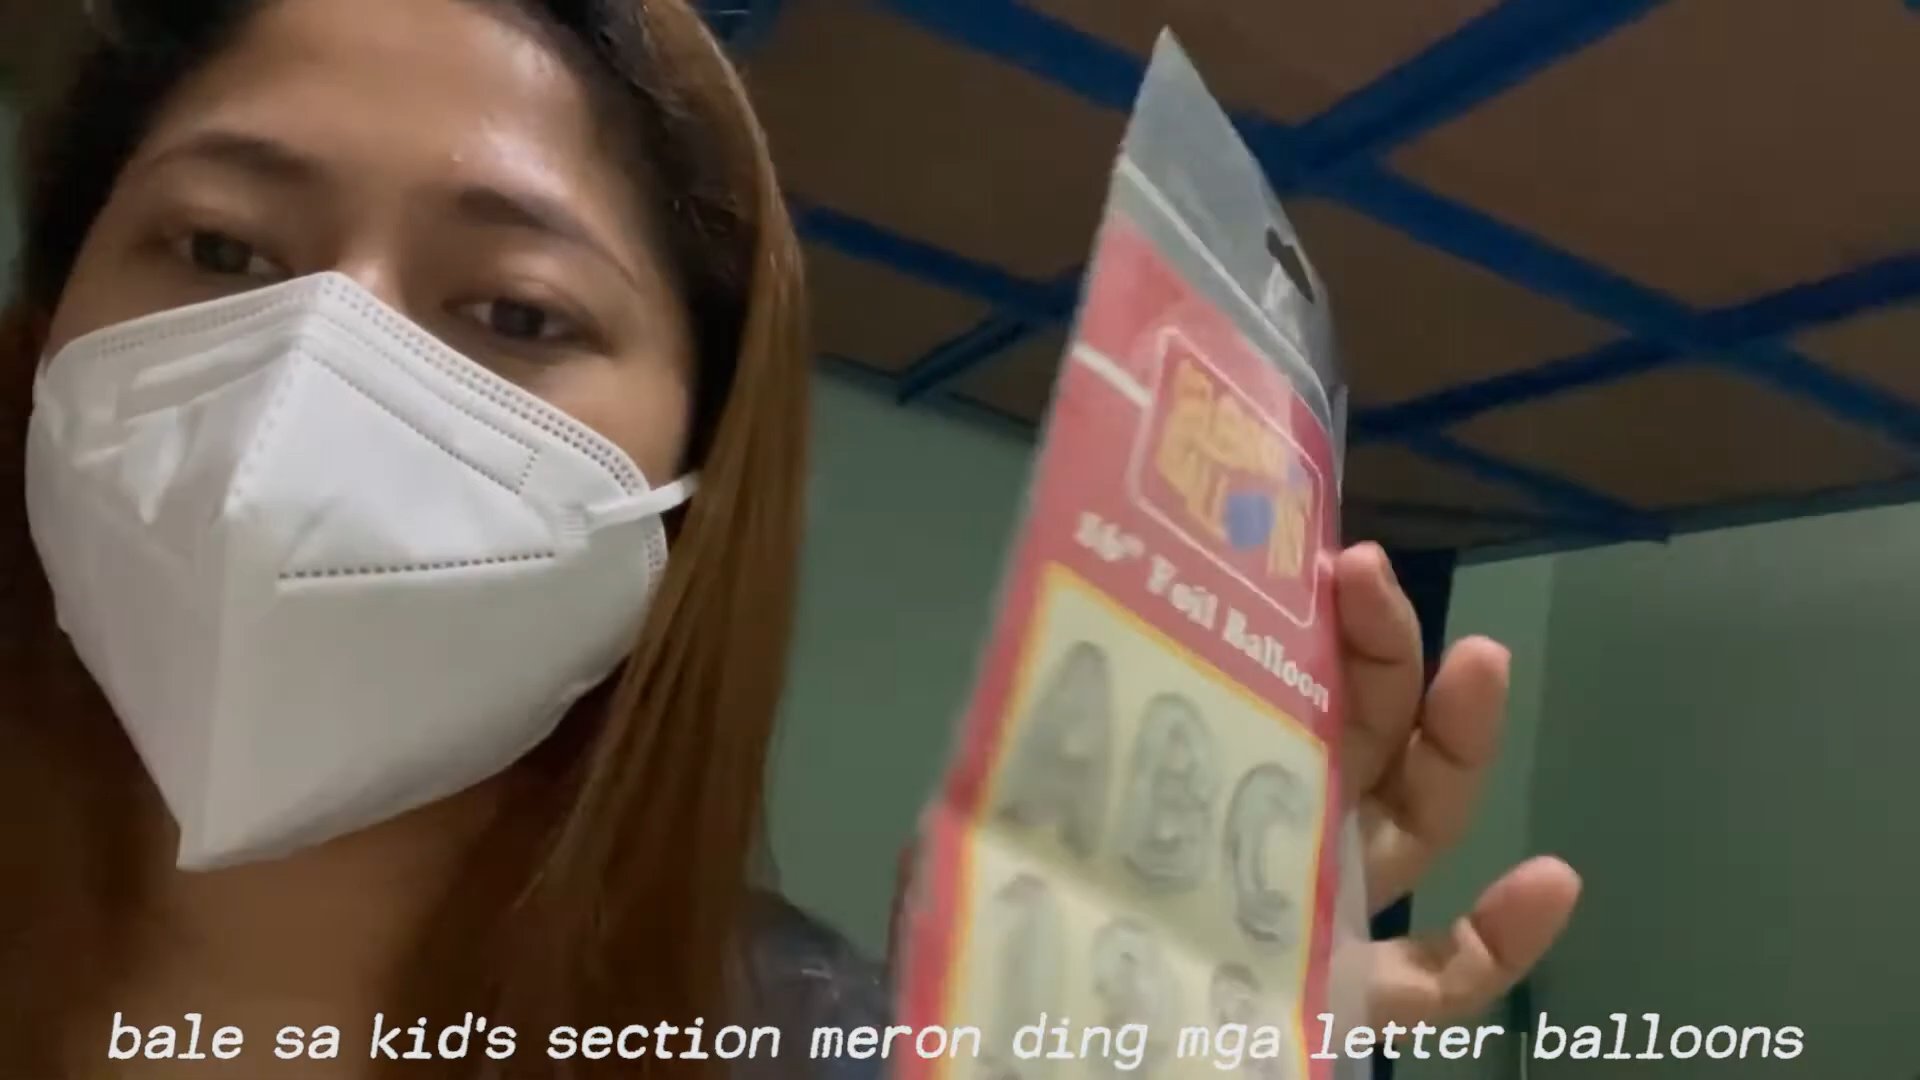 16" Foil Balloon
A B C
bale sa kid's section meron ding mga letter balloons